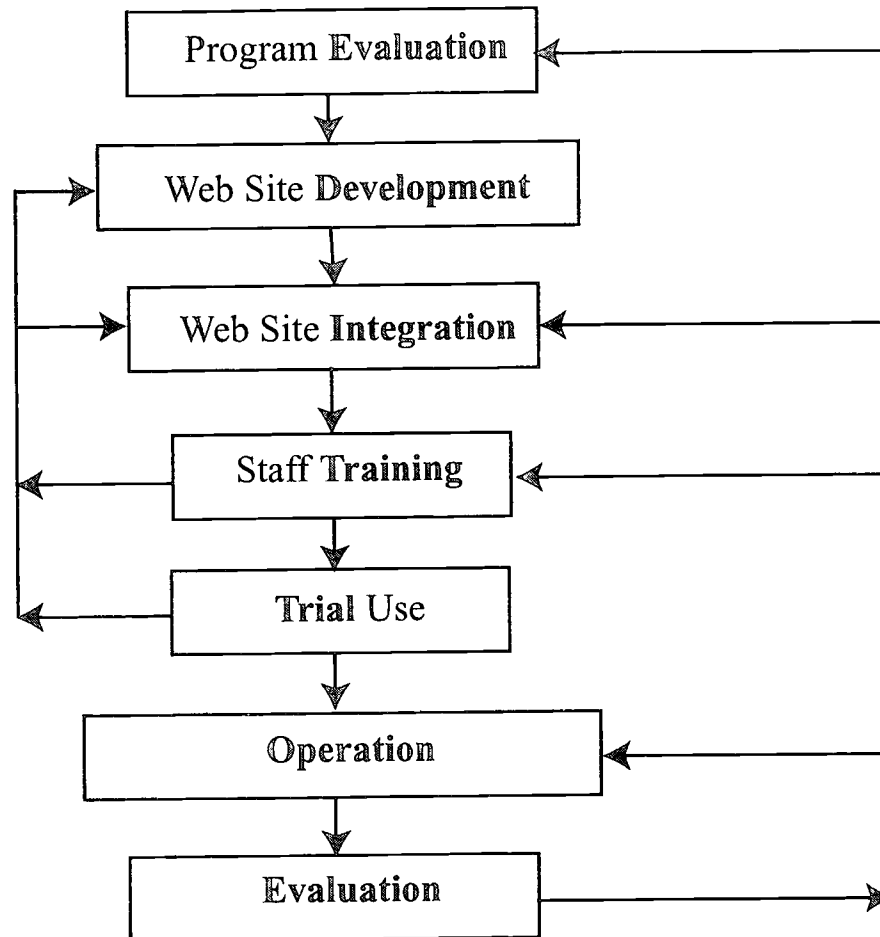 Program Evaluation
Web Site Development
Web Site Integration
Staff Training
Trial Use
Operation
Evaluation